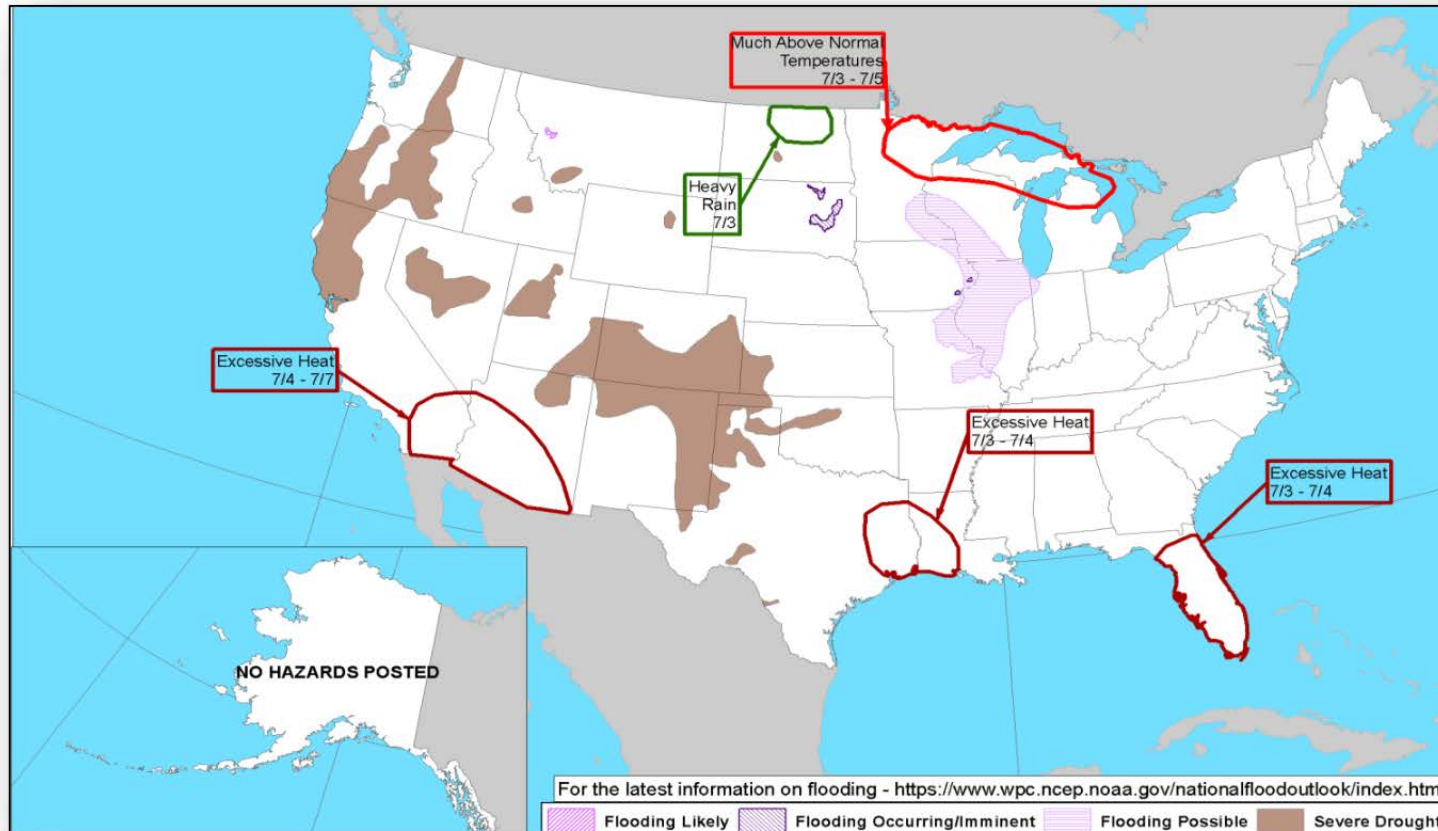 Much Above Normal
Temperatures
7/3 - 7/5
Heavy
Rain
7/3
Excessive Heat
7/4 - 7/7
Excessive Heat
7/3 - 7/4
Excessive Heat
7/3 - 7/4
NO HAZARDS POSTED
For the latest information on flooding - https://www.wpc.ncep.noaa.gov/nationalfloodoutlook/index.htm
Flooding Likely
Flooding Occurring/Imminent
Flooding Possible
Severe Drought